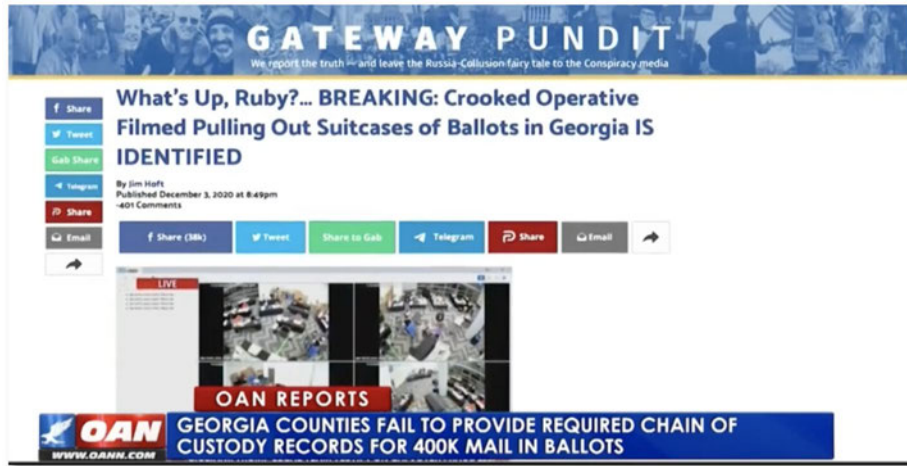 GATEWAY PUNDIT
We report the truth — and leave the Russia-Collusion fairy tale to the Conspiracy media
f Share
Tweet
Gab Share
Telegram
Share
Email
What's Up, Ruby?... BREAKING: Crooked Operative
Filmed Pulling Out Suitcases of Ballots in Georgia IS
IDENTIFIED
By Jim Hoft
Published December 3, 2020 at 8:49pm
401 Comments
f Share (38k)
Tweet
Share to Gab
Telegram
Share
Email
LIVE
OAN REPORTS
OAN
WWW.OANN.COM
GEORGIA COUNTIES FAIL TO PROVIDE REQUIRED CHAIN OF
CUSTODY RECORDS FOR 400K MAIL IN BALLOTS